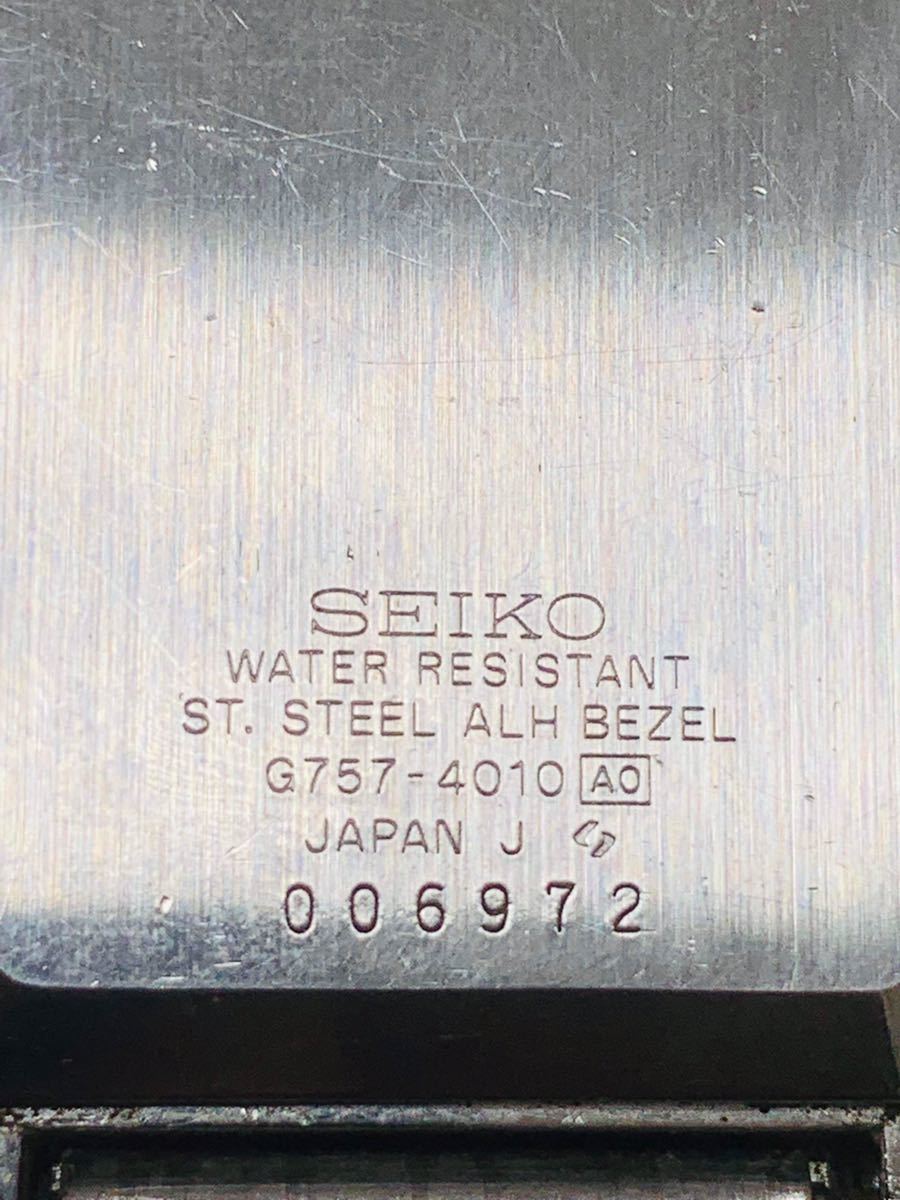 SEIKO
WATER RESISTANT
ST. STEEL ALH BEZEL
G757-4010 A0
JAPAN J
006972